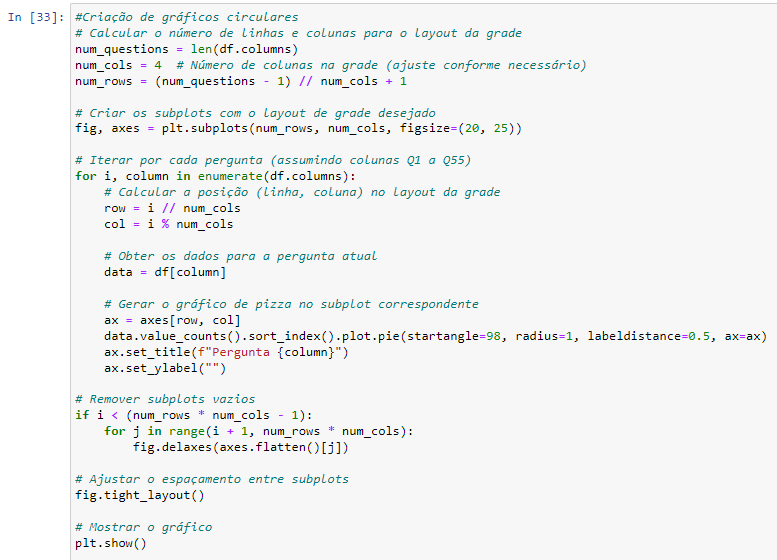 In [33]: #Criação de gráficos circulares
# Calcular o número de linhas e colunas para o layout da grade
num_questions = len(df.columns)
num_cols = 4  # Número de colunas na grade (ajuste conforme necessário)
num_rows = (num_questions - 1) // num_cols + 1

# Criar os subplots com o layout de grade desejado
fig, axes = plt.subplots(num_rows, num_cols, figsize=(20, 25))

# Iterar por cada pergunta (assumindo colunas Q1 a Q55)
for i, column in enumerate(df.columns):
    # Calcular a posição (linha, coluna) no layout da grade
    row = i // num_cols
    col = i % num_cols

    # Obter os dados para a pergunta atual
    data = df[column]

    # Gerar o gráfico de pizza no subplot correspondente
    ax = axes[row, col]
    data.value_counts().sort_index().plot.pie(startangle=98, radius=1, labeldistance=0.5, ax=ax)
    ax.set_title(f"Pergunta {column}")
    ax.set_ylabel("")

# Remover subplots vazios
if i < (num_rows * num_cols - 1):
    for j in range(i + 1, num_rows * num_cols):
        fig.delaxes(axes.flatten()[j])

# Ajustar o espaçamento entre subplots
fig.tight_layout()

# Mostrar o gráfico
plt.show()